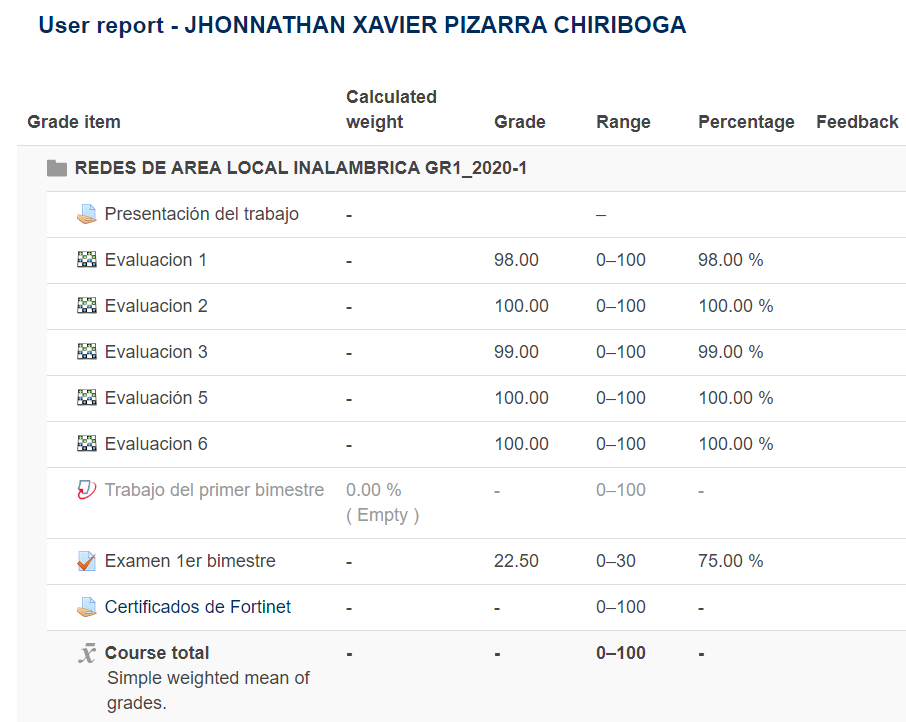 User report - JHONNATHAN XAVIER PIZARRA CHIRIBOGA
Grade item Calculated weight Grade Range Percentage Feedback
REDES DE AREA LOCAL INALAMBRICA GR1_2020-1
Presentación del trabajo - –
Evaluacion 1 - 98.00 0–100 98.00 %
Evaluacion 2 - 100.00 0–100 100.00 %
Evaluacion 3 - 99.00 0–100 99.00 %
Evaluación 5 - 100.00 0–100 100.00 %
Evaluacion 6 - 100.00 0–100 100.00 %
Trabajo del primer bimestre 0.00 % - 0–100 -
( Empty )
Examen 1er bimestre - 22.50 0–30 75.00 %
Certificados de Fortinet - - 0–100 -
Course total - - 0–100 -
Simple weighted mean of
grades.